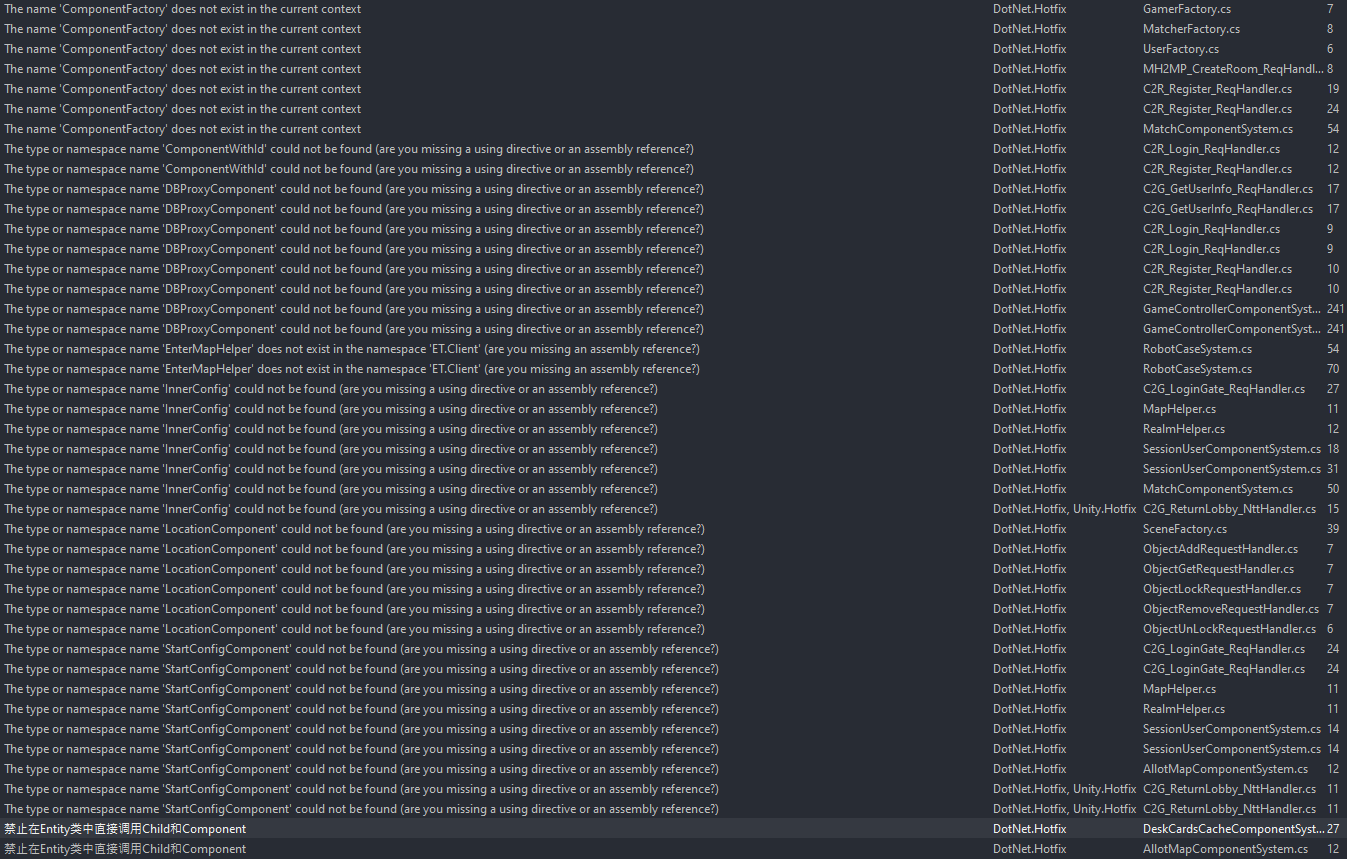 The name 'ComponentFactory' does not exist in the current context DotNet.Hotfix GamerFactory.cs 7
The name 'ComponentFactory' does not exist in the current context DotNet.Hotfix MatcherFactory.cs 8
The name 'ComponentFactory' does not exist in the current context DotNet.Hotfix UserFactory.cs 6
The name 'ComponentFactory' does not exist in the current context DotNet.Hotfix MH2MP_CreateRoom_ReqHandl... 8
The name 'ComponentFactory' does not exist in the current context DotNet.Hotfix C2R_Register_ReqHandler.cs 19
The name 'ComponentFactory' does not exist in the current context DotNet.Hotfix C2R_Register_ReqHandler.cs 24
The name 'ComponentFactory' does not exist in the current context DotNet.Hotfix MatchComponentSystem.cs 54
The type or namespace name 'ComponentWithId' could not be found (are you missing a using directive or an assembly reference?) DotNet.Hotfix C2R_Login_ReqHandler.cs 12
The type or namespace name 'ComponentWithId' could not be found (are you missing a using directive or an assembly reference?) DotNet.Hotfix C2R_Register_ReqHandler.cs 12
The type or namespace name 'DBProxyComponent' could not be found (are you missing a using directive or an assembly reference?) DotNet.Hotfix C2G_GetUserInfo_ReqHandler.cs 17
The type or namespace name 'DBProxyComponent' could not be found (are you missing a using directive or an assembly reference?) DotNet.Hotfix C2G_GetUserInfo_ReqHandler.cs 17
The type or namespace name 'DBProxyComponent' could not be found (are you missing a using directive or an assembly reference?) DotNet.Hotfix C2R_Login_ReqHandler.cs 9
The type or namespace name 'DBProxyComponent' could not be found (are you missing a using directive or an assembly reference?) DotNet.Hotfix C2R_Login_ReqHandler.cs 9
The type or namespace name 'DBProxyComponent' could not be found (are you missing a using directive or an assembly reference?) DotNet.Hotfix C2R_Register_ReqHandler.cs 10
The type or namespace name 'DBProxyComponent' could not be found (are you missing a using directive or an assembly reference?) DotNet.Hotfix C2R_Register_ReqHandler.cs 10
The type or namespace name 'DBProxyComponent' could not be found (are you missing a using directive or an assembly reference?) DotNet.Hotfix GameControllerComponentSyst... 241
The type or namespace name 'DBProxyComponent' could not be found (are you missing a using directive or an assembly reference?) DotNet.Hotfix GameControllerComponentSyst... 241
The type or namespace name 'EnterMapHelper' does not exist in the namespace 'ET.Client' (are you missing an assembly reference?) DotNet.Hotfix RobotCaseSystem.cs 54
The type or namespace name 'EnterMapHelper' does not exist in the namespace 'ET.Client' (are you missing an assembly reference?) DotNet.Hotfix RobotCaseSystem.cs 70
The type or namespace name 'InnerConfig' could not be found (are you missing a using directive or an assembly reference?) DotNet.Hotfix C2G_LoginGate_ReqHandler.cs 27
The type or namespace name 'InnerConfig' could not be found (are you missing a using directive or an assembly reference?) DotNet.Hotfix MapHelper.cs 11
The type or namespace name 'InnerConfig' could not be found (are you missing a using directive or an assembly reference?) DotNet.Hotfix RealmHelper.cs 12
The type or namespace name 'InnerConfig' could not be found (are you missing a using directive or an assembly reference?) DotNet.Hotfix SessionUserComponentSystem.cs 18
The type or namespace name 'InnerConfig' could not be found (are you missing a using directive or an assembly reference?) DotNet.Hotfix SessionUserComponentSystem.cs 31
The type or namespace name 'InnerConfig' could not be found (are you missing a using directive or an assembly reference?) DotNet.Hotfix MatchComponentSystem.cs 50
The type or namespace name 'InnerConfig' could not be found (are you missing a using directive or an assembly reference?) DotNet.Hotfix, Unity.Hotfix C2G_ReturnLobby_NttHandler.cs 15
The type or namespace name 'LocationComponent' could not be found (are you missing a using directive or an assembly reference?) DotNet.Hotfix SceneFactory.cs 39
The type or namespace name 'LocationComponent' could not be found (are you missing a using directive or an assembly reference?) DotNet.Hotfix ObjectAddRequestHandler.cs 7
The type or namespace name 'LocationComponent' could not be found (are you missing a using directive or an assembly reference?) DotNet.Hotfix ObjectGetRequestHandler.cs 7
The type or namespace name 'LocationComponent' could not be found (are you missing a using directive or an assembly reference?) DotNet.Hotfix ObjectLockRequestHandler.cs 7
The type or namespace name 'LocationComponent' could not be found (are you missing a using directive or an assembly reference?) DotNet.Hotfix ObjectRemoveRequestHandler.cs 7
The type or namespace name 'LocationComponent' could not be found (are you missing a using directive or an assembly reference?) DotNet.Hotfix ObjectUnLockRequestHandler.cs 6
The type or namespace name 'StartConfigComponent' could not be found (are you missing a using directive or an assembly reference?) DotNet.Hotfix C2G_LoginGate_ReqHandler.cs 24
The type or namespace name 'StartConfigComponent' could not be found (are you missing a using directive or an assembly reference?) DotNet.Hotfix C2G_LoginGate_ReqHandler.cs 24
The type or namespace name 'StartConfigComponent' could not be found (are you missing a using directive or an assembly reference?) DotNet.Hotfix MapHelper.cs 11
The type or namespace name 'StartConfigComponent' could not be found (are you missing a using directive or an assembly reference?) DotNet.Hotfix RealmHelper.cs 11
The type or namespace name 'StartConfigComponent' could not be found (are you missing a using directive or an assembly reference?) DotNet.Hotfix SessionUserComponentSystem.cs 14
The type or namespace name 'StartConfigComponent' could not be found (are you missing a using directive or an assembly reference?) DotNet.Hotfix SessionUserComponentSystem.cs 14
The type or namespace name 'StartConfigComponent' could not be found (are you missing a using directive or an assembly reference?) DotNet.Hotfix AllotMapComponentSystem.cs 12
The type or namespace name 'StartConfigComponent' could not be found (are you missing a using directive or an assembly reference?) DotNet.Hotfix, Unity.Hotfix C2G_ReturnLobby_NttHandler.cs 11
The type or namespace name 'StartConfigComponent' could not be found (are you missing a using directive or an assembly reference?) DotNet.Hotfix, Unity.Hotfix C2G_ReturnLobby_NttHandler.cs 11
禁止在Entity类中直接调用Child和Component DotNet.Hotfix DeskCardsCacheComponentSyst... 27
禁止在Entity类中直接调用Child和Component DotNet.Hotfix AllotMapComponentSystem.cs 12